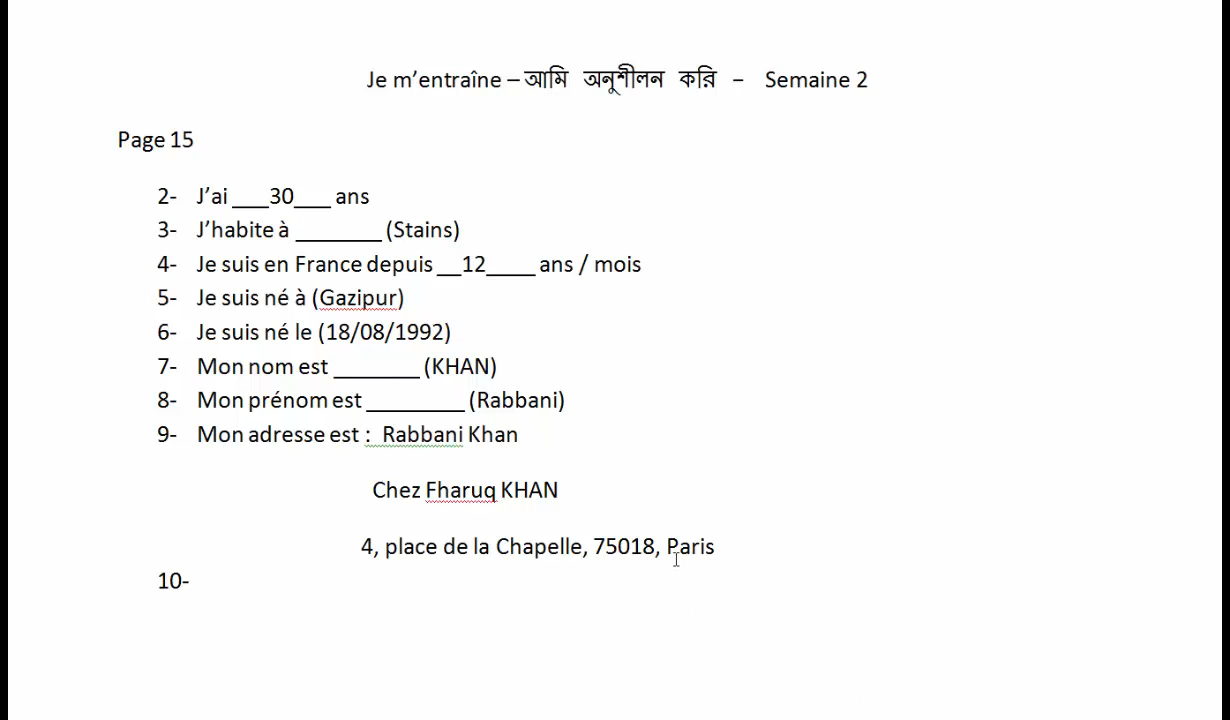 Je m’entraîne – আমি অনুশীলন করি – Semaine 2
Page 15
2- J’ai ___30___ ans
3- J’habite à _______ (Stains)
4- Je suis en France depuis __12____ ans / mois
5- Je suis né à (Gazipur)
6- Je suis né le (18/08/1992)
7- Mon nom est _______ (KHAN)
8- Mon prénom est ________ (Rabbani)
9- Mon adresse est : Rabbani Khan
Chez Fharuq KHAN
4, place de la Chapelle, 75018, Paris
10-